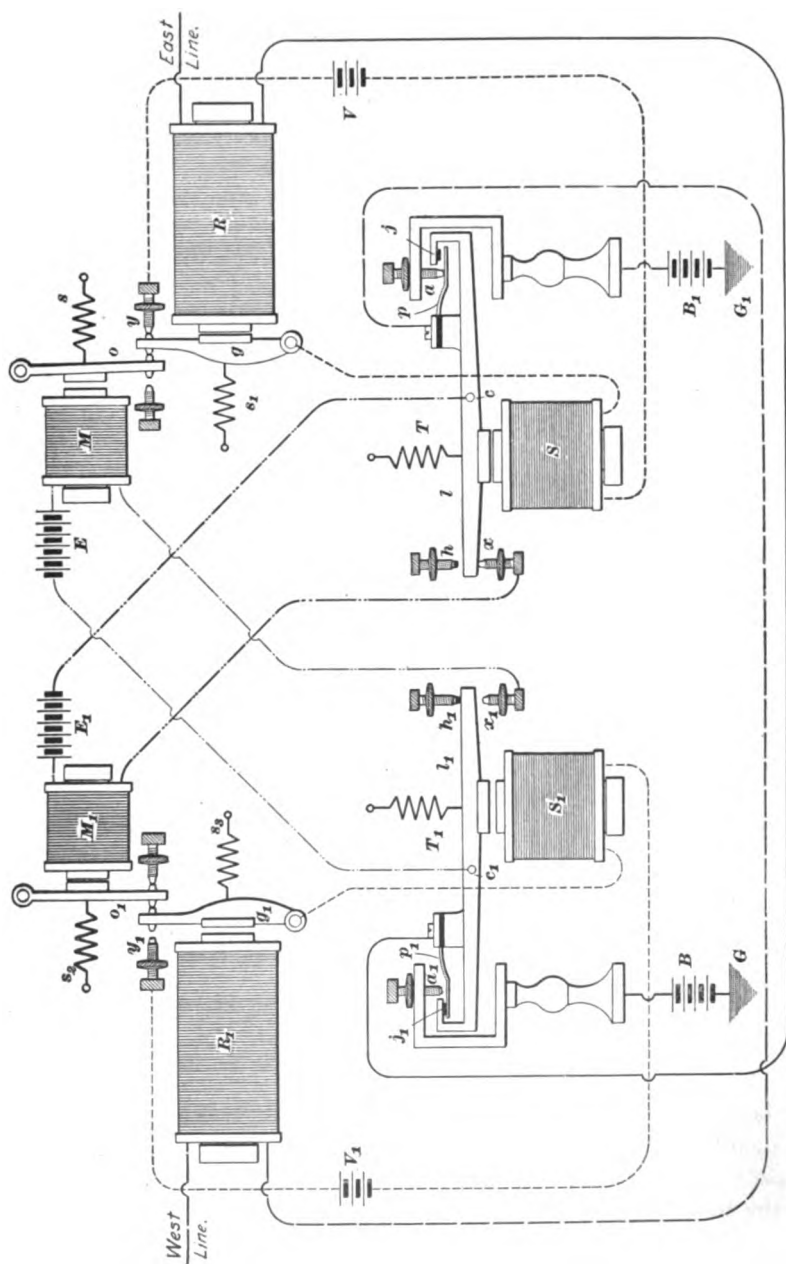 East
Line.
s
y
o
V
M
R
g
s₁
E
j
p
a
B₁
G₁
c
T
S
l
h
x
E₁
M₁
h₁
x₁
l₁
s₃
T₁
S₁
c₁
o₁
g₁
y₁
s₂
p₁
a₁
j₁
B
G
R₁
V₁
West
Line.